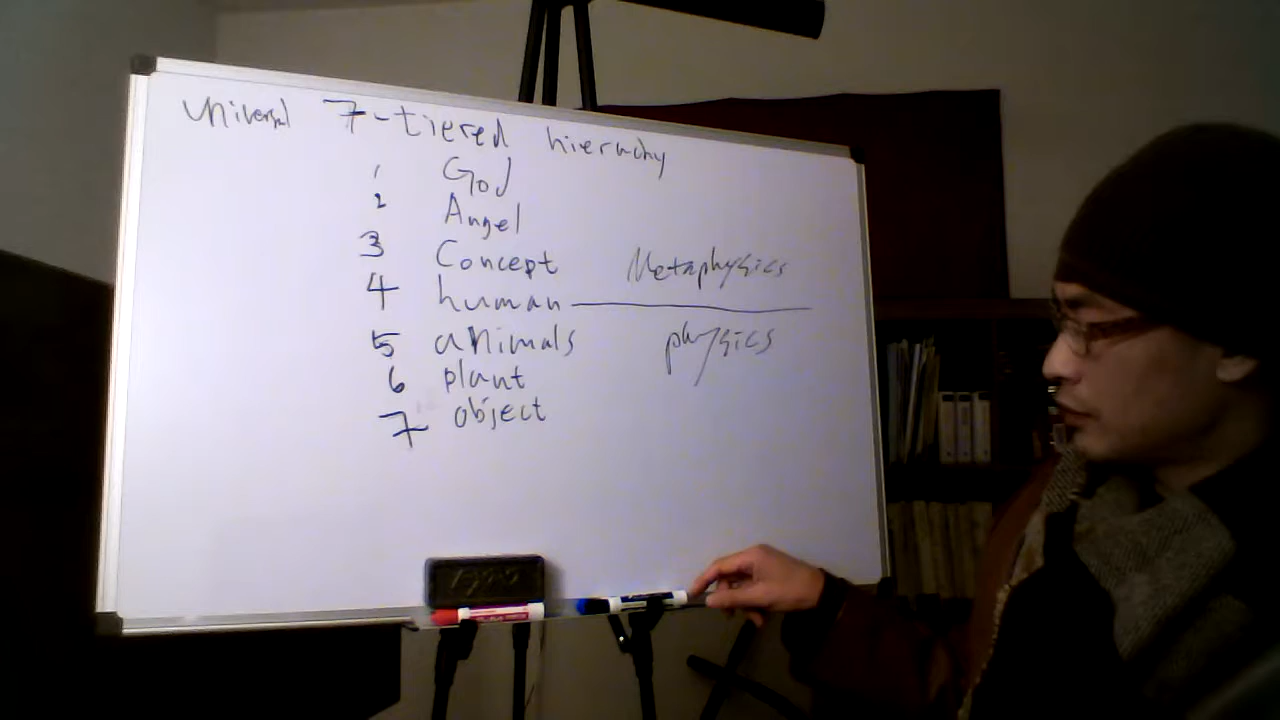 universal 7-tiered hierachy
1 God
2 Angel
3 Concept Metaphysics
4 human
5 animals physics
6 plant
7 object